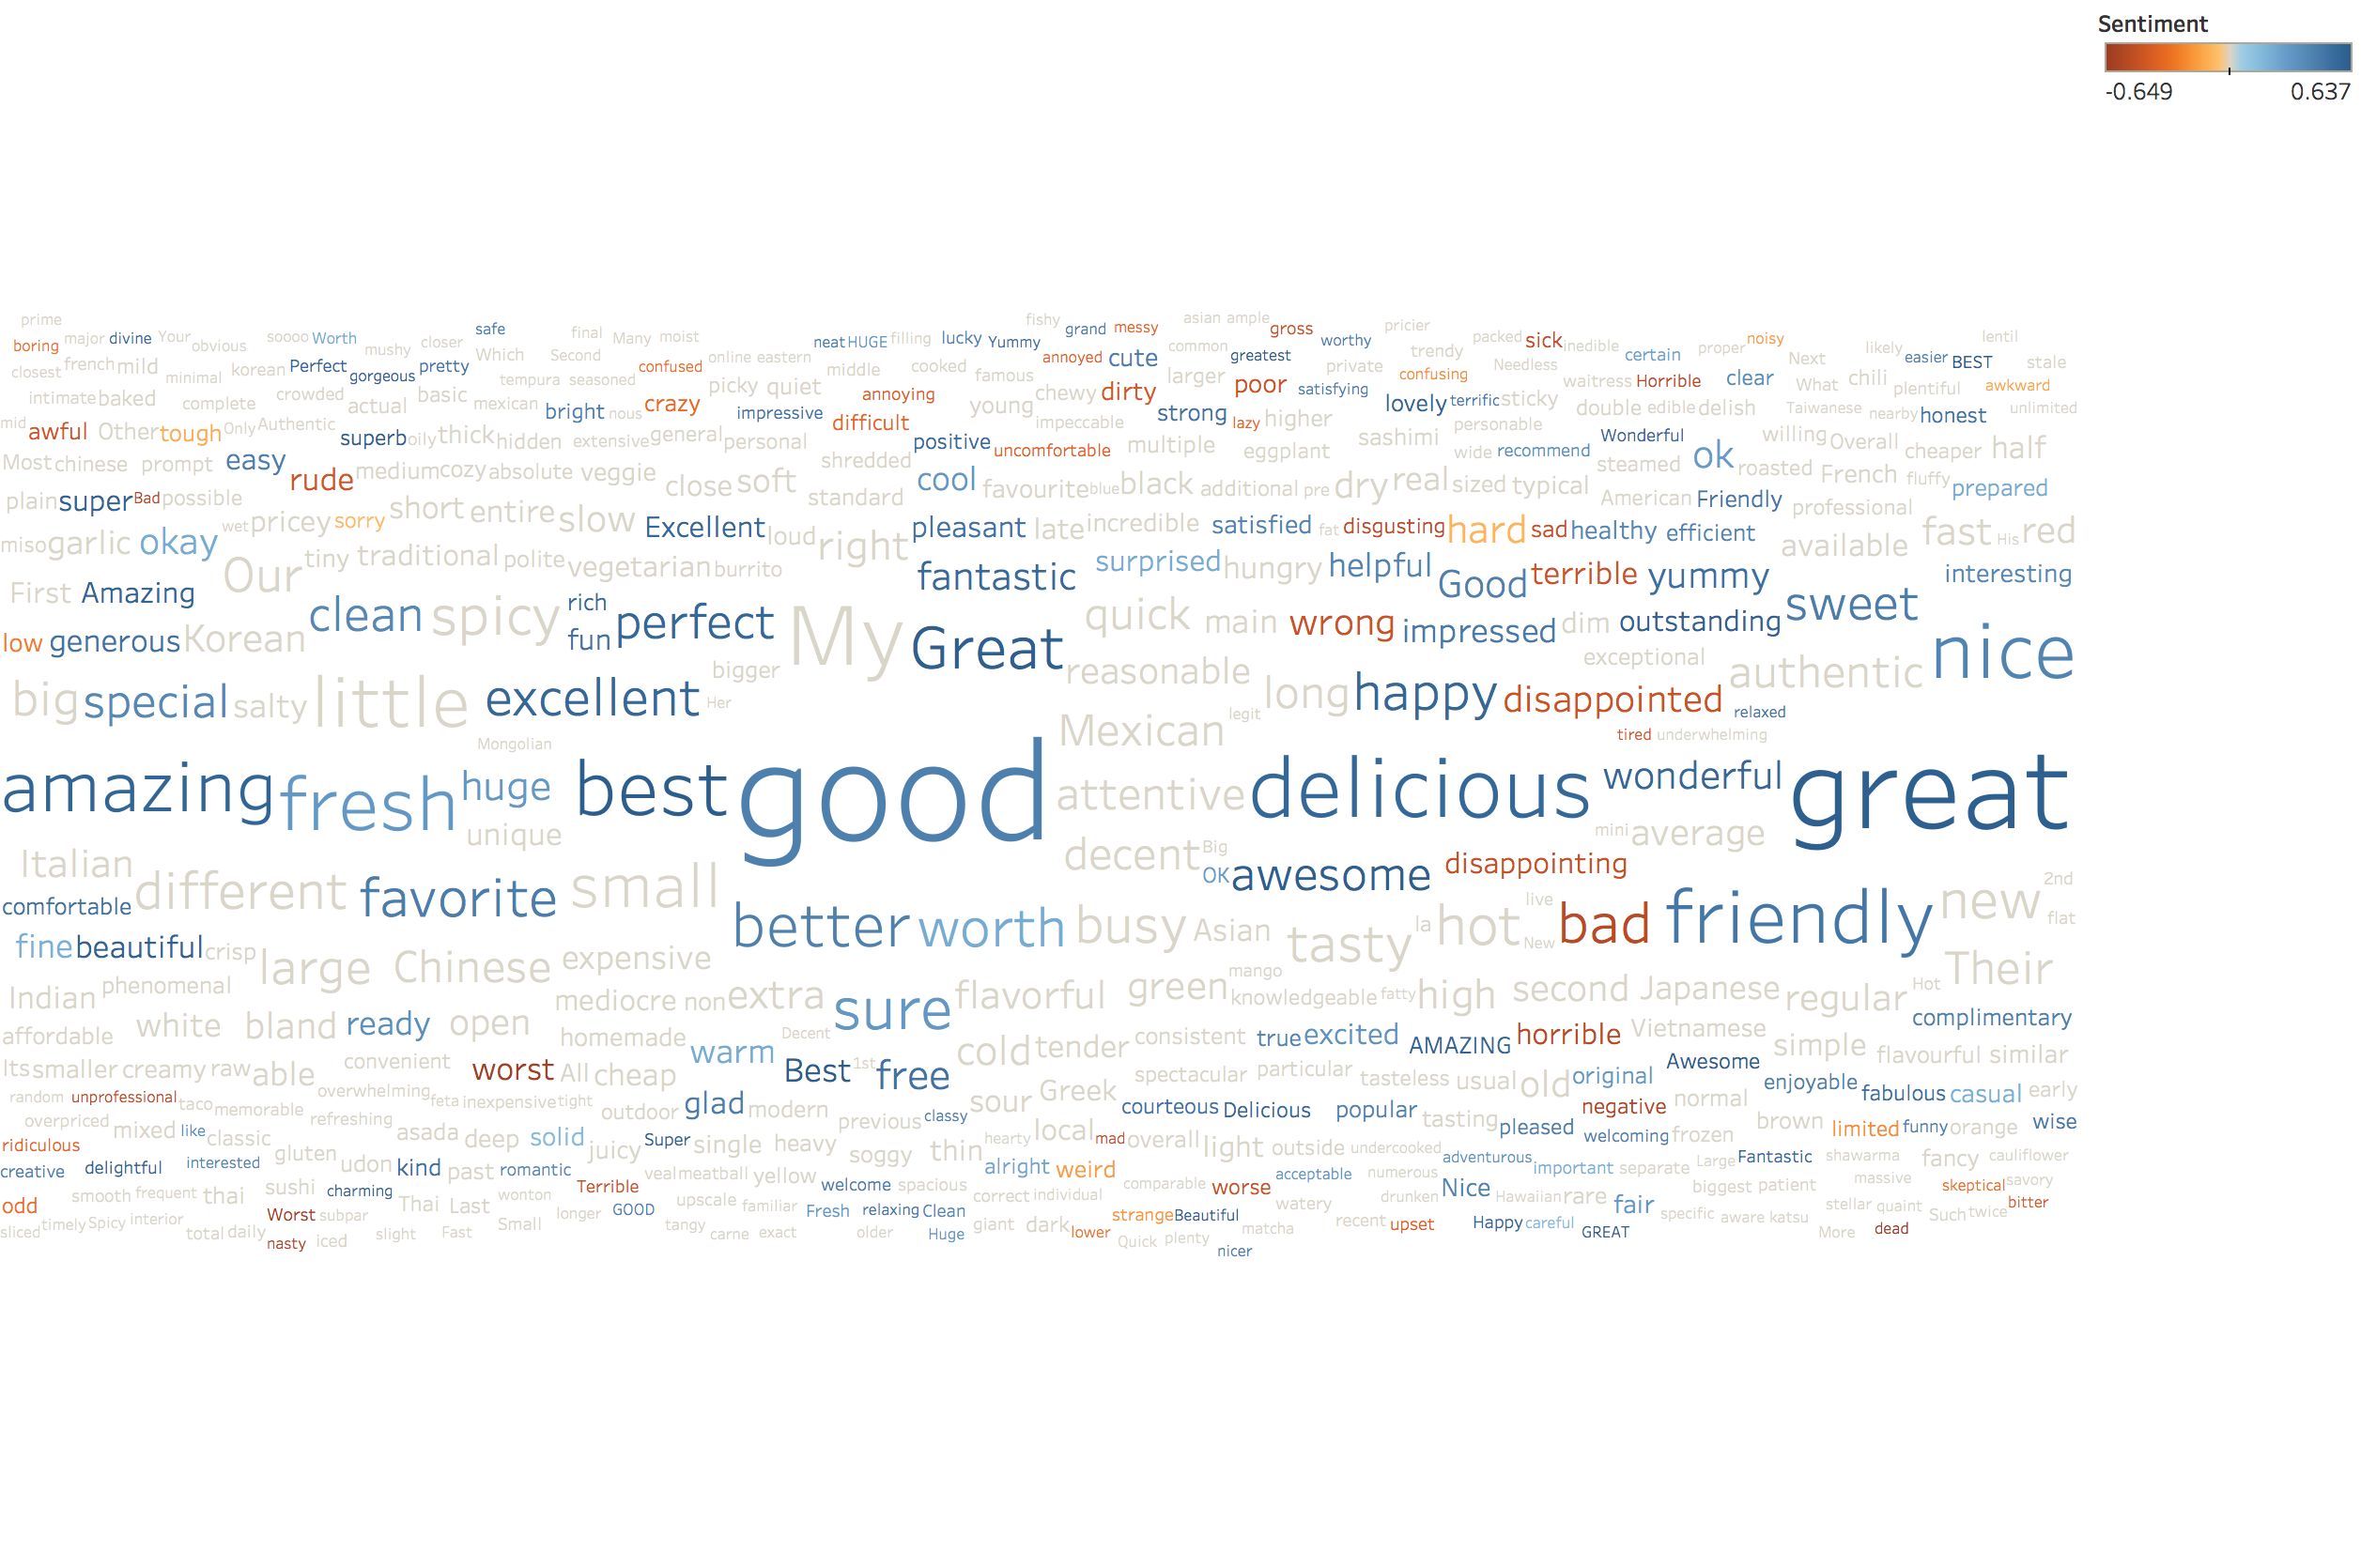 Sentiment
-0.649 0.637
prime fishy asian ample
major divine Your soooo Worth closer safe final Many moist neat HUGE filling lucky Yummy grand messy gross worthy pricier packed sick noisy lentil
boring obvious mushy Which Second online eastern annoyed cute common greatest trendy inedible certain proper Next likely easier BEST stale
closest french mild minimal korean Perfect gorgeous pretty tempura seasoned confused picky quiet middle cooked famous larger poor satisfying private confusing Needless waitress Horrible clear What chili plentiful awkward
intimate baked complete crowded actual basic mexican bright nous crazy impressive annoying young chewy dirty strong lovely terrific sticky double edible delish Taiwanese nearby honest unlimited
mid awful Other tough Only Authentic superb oily thick hidden extensive general personal difficult positive impeccable multiple lazy higher sashimi personable Wonderful willing Overall cheaper half
Most chinese prompt easy rude medium cozy absolute veggie close soft shredded cool uncomfortable eggplant wide recommend steamed ok roasted French fluffy prepared
plain super Bad possible short entire slow standard favourite blue black additional pre dry real sized typical American Friendly professional
miso garlic okay wet pricey sorry Excellent loud right pleasant late incredible satisfied fat disgusting hard sad healthy efficient available fast His red
First Amazing Our tiny traditional polite vegetarian burrito fantastic surprised hungry helpful Good terrible yummy interesting
low generous Korean clean spicy rich fun perfect My Great quick main wrong impressed dim outstanding sweet nice
big special salty little excellent bigger Her reasonable long happy disappointed exceptional authentic relaxed
Mongolian Mexican legit tired underwhelming
amazing fresh huge best good attentive delicious wonderful great
unique mini average
Italian decent Big OK awesome disappointing
comfortable different favorite small better worth busy Asian tasty la hot live New bad friendly new 2nd flat
fine beautiful crisp large Chinese expensive Their
Indian phenomenal mediocre non extra sure flavorful green mango knowledgeable fatty high second Japanese regular Hot
affordable white bland ready open homemade Decent consistent true excited AMAZING horrible Vietnamese complimentary
Its smaller creamy raw able convenient worst All cheap warm Best 1st free cold tender spectacular particular tasteless usual old original Awesome simple flavourful similar
random unprofessional taco memorable overwhelming feta inexpensive tight outdoor glad modern previous classy sour Greek courteous Delicious popular tasting negative normal enjoyable fabulous casual early
overpriced mixed like classic refreshing asada deep solid juicy Super single heavy soggy thin hearty local mad overall light outside undercooked pleased welcoming frozen brown limited funny orange wise
ridiculous gluten
creative delightful interested udon kind past romantic veal meatball yellow welcome spacious alright weird acceptable numerous adventurous important separate Large Fantastic shawarma fancy cauliflower
odd smooth frequent thai sushi charming Thai Last wonton Terrible upscale familiar correct individual comparable worse drunken Nice Hawaiian rare fair biggest patient massive skeptical savory bitter
sliced timely Spicy interior total daily Worst subpar slight Fast Small longer GOOD tangy carne exact Fresh relaxing Clean older Huge giant dark lower strange Beautiful watery matcha recent upset Happy careful GREAT specific aware katsu stellar quaint Such twice
nasty iced Quick plenty nicer More dead